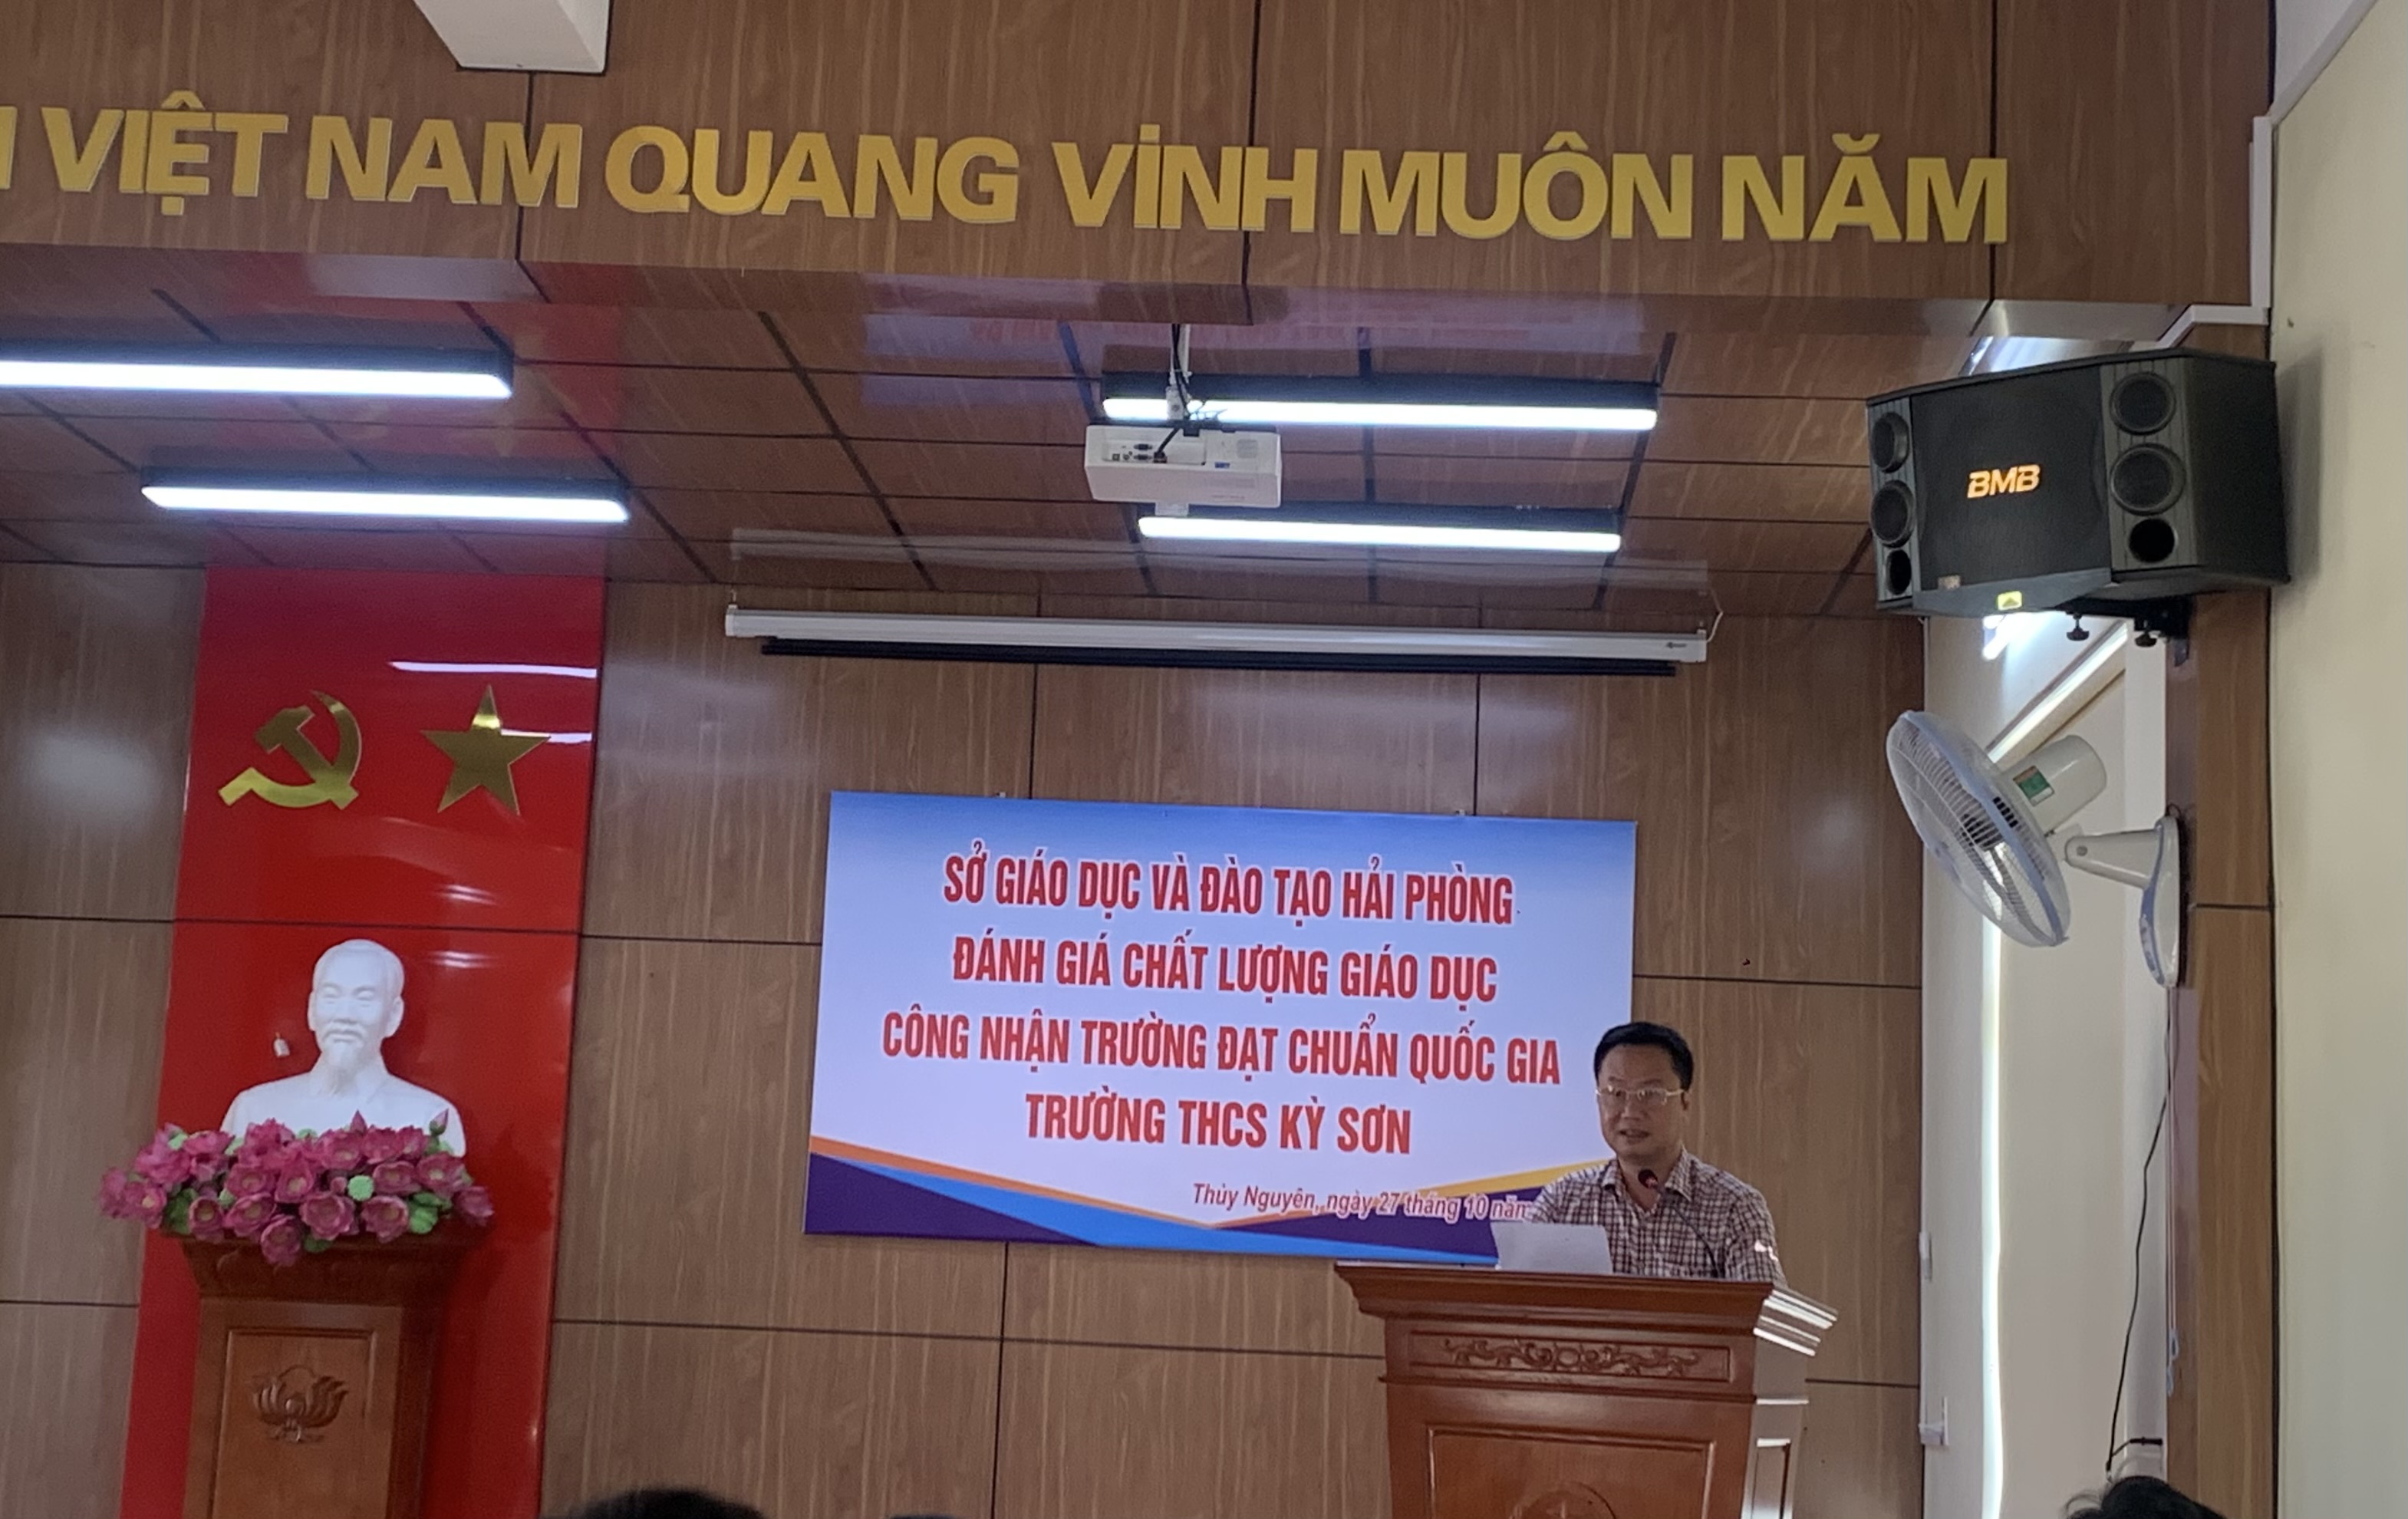 VIỆT NAM QUANG VINH MUÔN NĂM
BMB
SỞ GIÁO DỤC VÀ ĐÀO TẠO HẢI PHÒNG
ĐÁNH GIÁ CHẤT LƯỢNG GIÁO DỤC
CÔNG NHẬN TRƯỜNG ĐẠT CHUẨN QUỐC GIA
TRƯỜNG THCS KỲ SƠN
Thủy Nguyên, ngày 27 tháng 10 năm